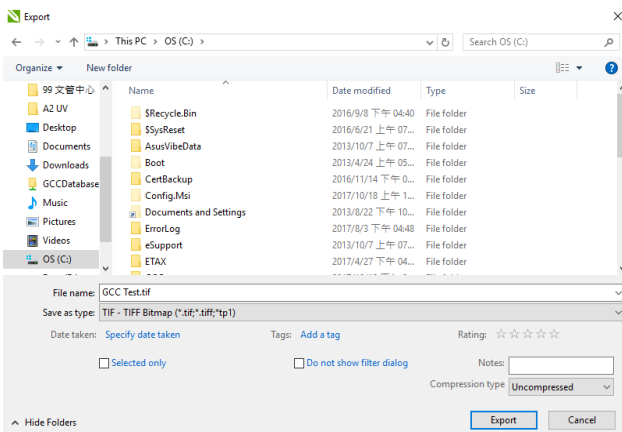 Export
This PC > OS (C:) >
Search OS (C:)
Organize
New folder
99 文管中心
A2 UV
Desktop
Documents
Downloads
GCCDatabase
Music
Pictures
Videos
OS (C:)
Name Date modified Type Size
$Recycle.Bin 2016/9/8 下午 04:40 File folder
$SysReset 2016/6/21 上午 07... File folder
AsusVibeData 2013/10/7 上午 07... File folder
Boot 2013/4/24 上午 05... File folder
CertBackup 2016/11/14 下午 0... File folder
Config.Msi 2017/10/18 上午 1... File folder
Documents and Settings 2013/8/22 下午 10... File folder
ErrorLog 2017/8/3 下午 04:48 File folder
eSupport 2013/10/7 上午 07... File folder
ETAX 2017/4/27 下午 04... File folder
File name: GCC Test.tif
Save as type: TIF - TIFF Bitmap (*.tif;*.tiff;*tp1)
Date taken: Specify date taken Tags: Add a tag Rating:
Selected only Do not show filter dialog Notes:
Compression type Uncompressed
Hide Folders Export Cancel